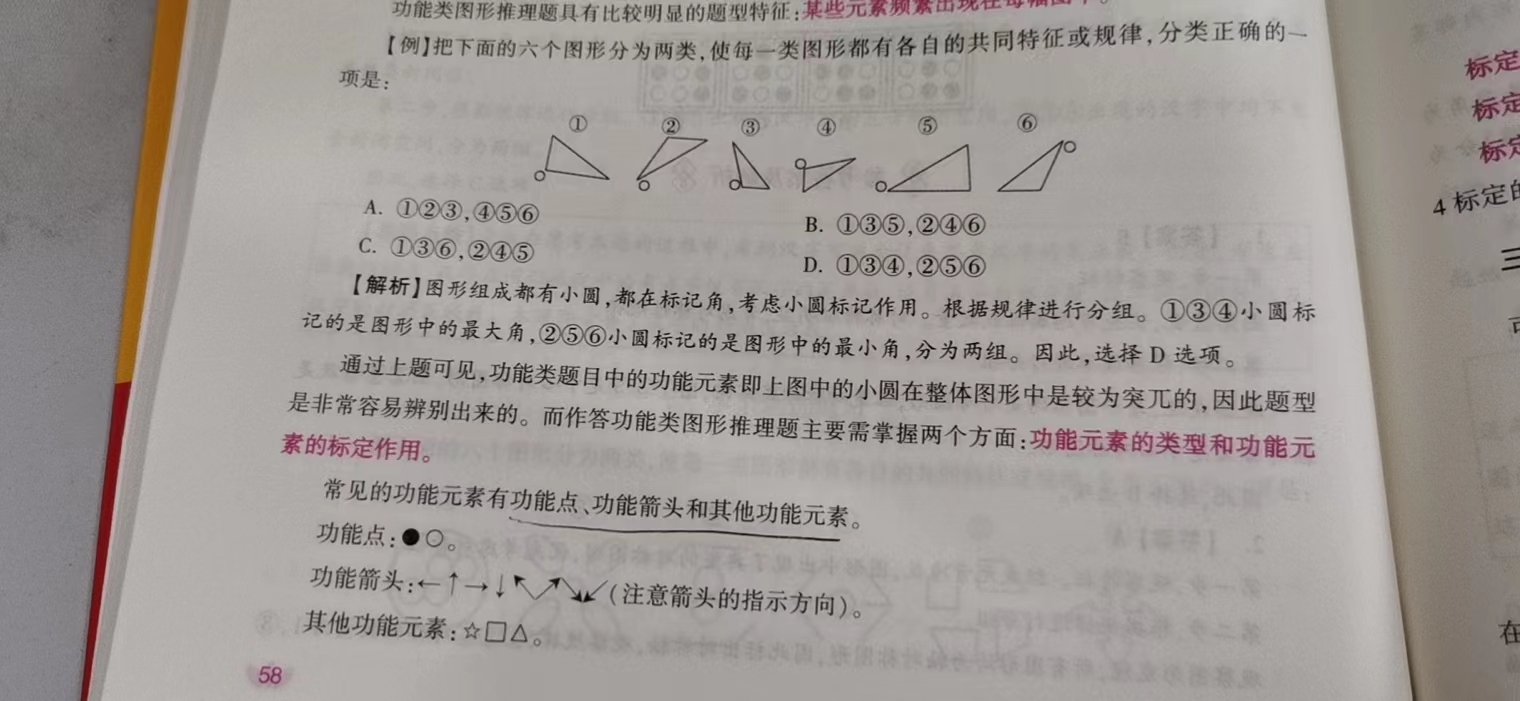 功能类图形推理题具有比较明显的题型特征:某些元素频繁出现在每幅图中。
【例】把下面的六个图形分为两类,使每一类图形都有各自的共同特征或规律,分类正确的一
项是:
① ② ③ ④ ⑤ ⑥
A. ①②③,④⑤⑥
B. ①③⑤,②④⑥
C. ①③⑥,②④⑤
D. ①③④,②⑤⑥
【解析】图形组成都有小圆,都在标记角,考虑小圆标记作用。根据规律进行分组。①③④小圆标
记的是图形中的最大角,②⑤⑥小圆标记的是图形中的最小角,分为两组。因此,选择 D 选项。
通过上题可见,功能类题目中的功能元素即上图中的小圆在整体图形中是较为突兀的,因此题型
是非常容易辨别出来的。而作答功能类图形推理题主要需掌握两个方面:功能元素的类型和功能元
素的标定作用。
常见的功能元素有功能点、功能箭头和其他功能元素。
功能点:●○。
功能箭头:←↑→↓↖↗↘↙(注意箭头的指示方向)。
其他功能元素:☆□△。
58
标定
标定
标定
4 标定的
三
在